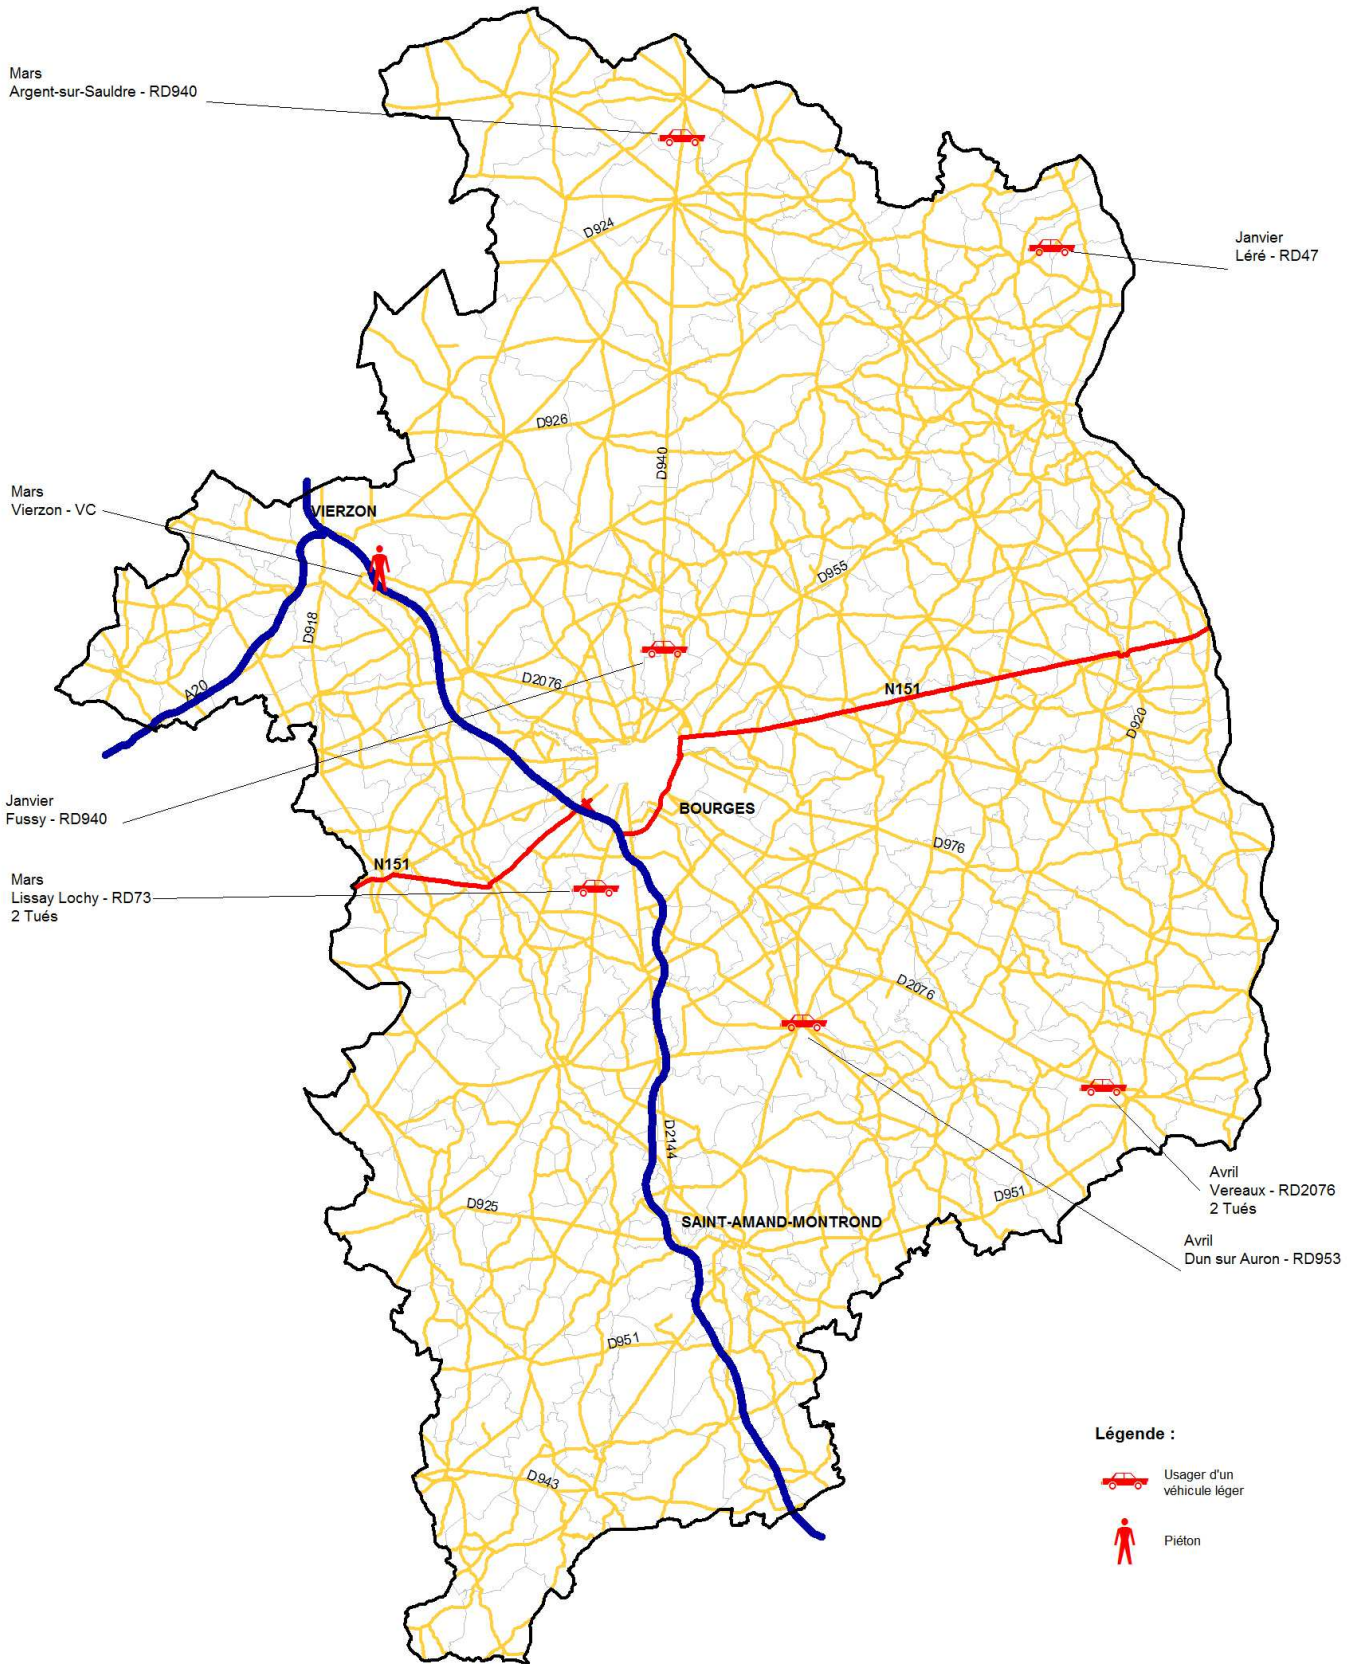 Mars
Argent-sur-Sauldre - RD940
D924
Janvier
Léré - RD47
D926
D940
Mars
Vierzon - VC
VIERZON
D955
D918
D2076
A20
N151
D920
Janvier
Fussy - RD940
BOURGES
D976
N151
Mars
Lissay Lochy - RD73
2 Tués
D2076
D2144
Avril
Vereaux - RD2076
2 Tués
D951
D925
SAINT-AMAND-MONTROND
Avril
Dun sur Auron - RD953
D951
Légende :
D943
Usager d'un
véhicule léger
Piéton